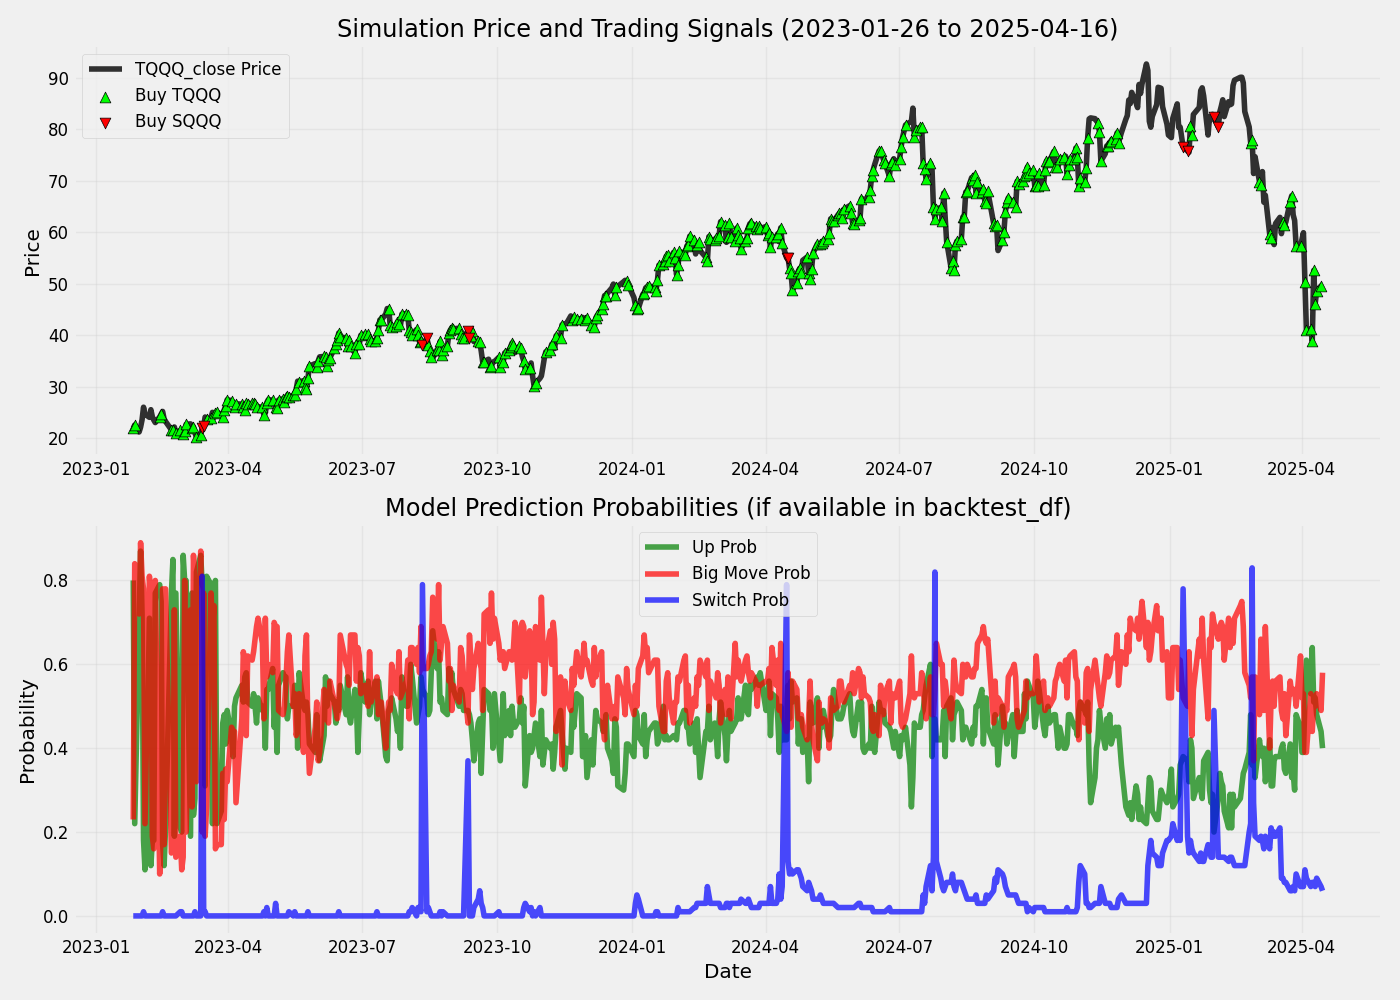 Simulation Price and Trading Signals (2023-01-26 to 2025-04-16)
TQQQ_close Price
Buy TQQQ
Buy SQQQ
Price
90
80
70
60
50
40
30
20
2023-01 2023-04 2023-07 2023-10 2024-01 2024-04 2024-07 2024-10 2025-01 2025-04
Model Prediction Probabilities (if available in backtest_df)
Up Prob
Big Move Prob
Switch Prob
Probability
0.8
0.6
0.4
0.2
0.0
2023-01 2023-04 2023-07 2023-10 2024-01 2024-04 2024-07 2024-10 2025-01 2025-04
Date